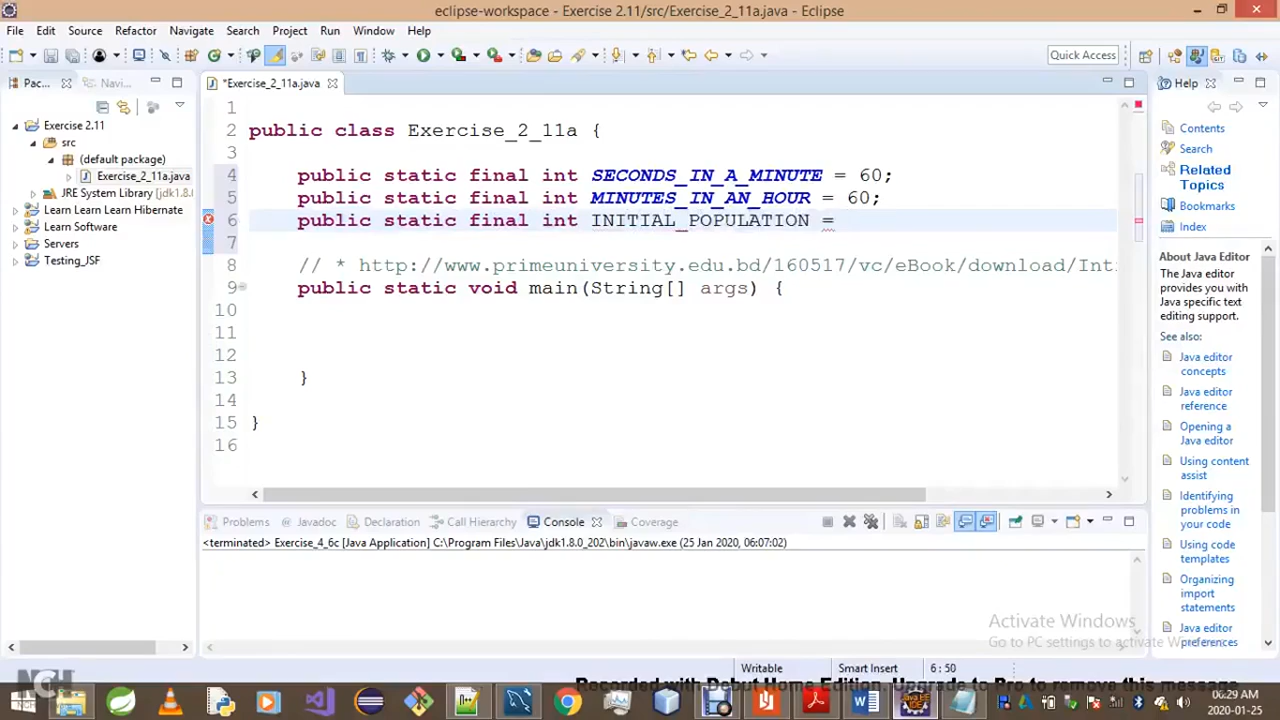 eclipse-workspace - Exercise 2.11/src/Exercise_2_11a.java - Eclipse
File Edit Source Refactor Navigate Search Project Run Window Help
Quick Access
Pac...
Navi...
*Exercise_2_11a.java
Help
Exercise 2.11
src
(default package)
Exercise_2_11a.java
JRE System Library [jdk1.8.0
Learn Learn Learn Hibernate
Learn Software
Servers
Testing_JSF
1
2 public class Exercise_2_11a {
3
4 public static final int SECONDS_IN_A_MINUTE = 60;
5 public static final int MINUTES_IN_AN_HOUR = 60;
6 public static final int INITIAL_POPULATION =
7
8 // * http://www.primeuniversity.edu.bd/160517/vc/eBook/download/Int
9 public static void main(String[] args) {
10
11
12
13 }
14
15 }
16
Contents
Search
Related
Topics
Bookmarks
Index
About Java Editor
The Java editor
provides you with
Java specific text
editing support.
See also:
Java editor
concepts
Java editor
reference
Opening a
Java editor
Using content
assist
Identifying
problems in
your code
Using code
templates
Organizing
import
statements
Java editor
preferences
Problems Javadoc Declaration Call Hierarchy Console Coverage
<terminated> Exercise_4_6c [Java Application] C:\Program Files\Java\jdk1.8.0_202\bin\javaw.exe (25 Jan 2020, 06:07:02)
Activate Windows
Go to PC settings to activate Windows.
Writable Smart Insert 6 : 50
Recorded with Debut Home Edition. Upgrade to Pro to remove this message
NCH
06:29 AM
2020-01-25